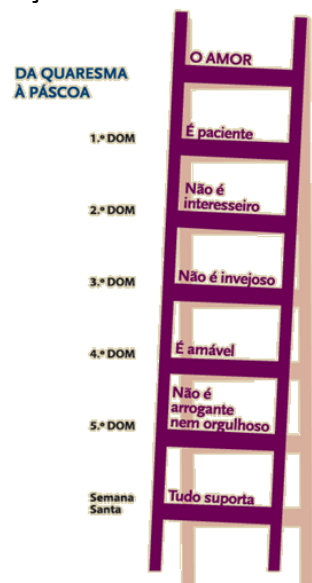 O AMOR
DA QUARESMA
À PÁSCOA
1.º DOM
É paciente
2.º DOM
Não é
interesseiro
3.º DOM
Não é invejoso
4.º DOM
É amável
5.º DOM
Não é
arrogante
nem orgulhoso
Semana
Santa
Tudo suporta